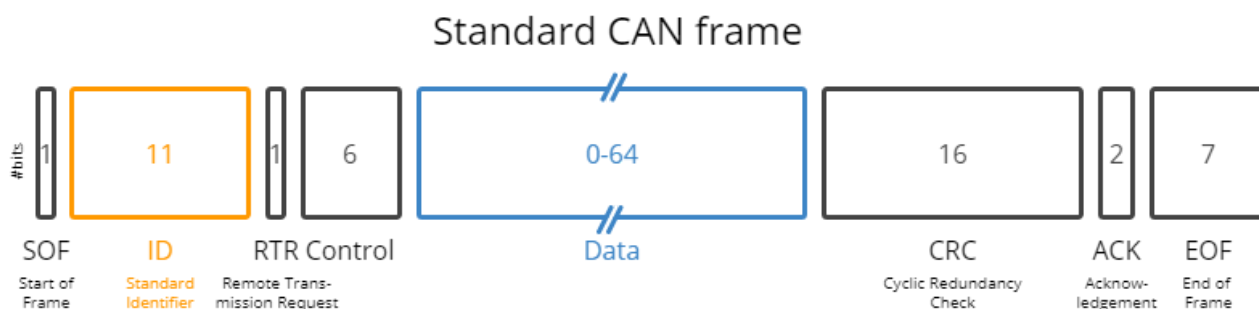 Standard CAN frame
#bits
1
11
1
6
0-64
16
2
7
SOF
ID
RTR Control
Data
CRC
ACK
EOF
Start of
Frame
Standard
Identifier
Remote Trans-
mission Request
Cyclic Redundancy
Check
Acknow-
ledgement
End of
Frame